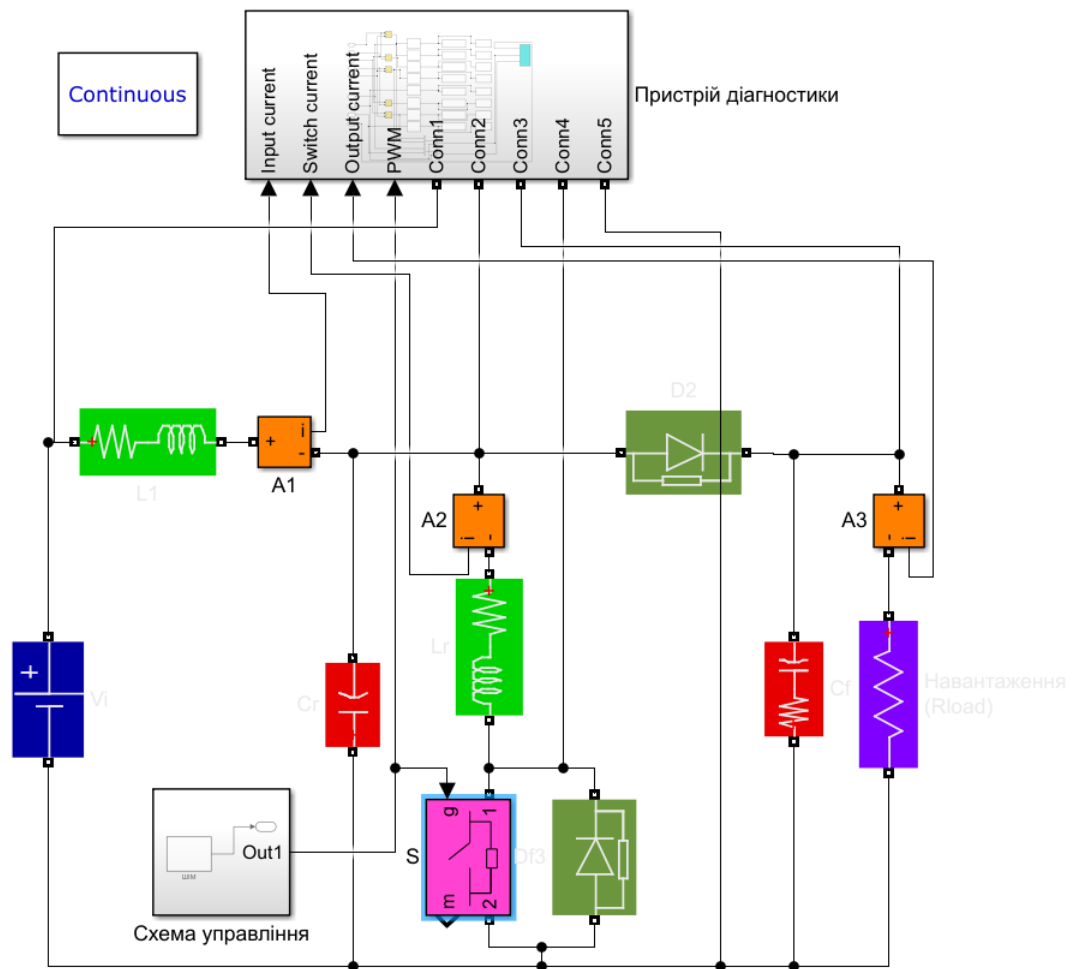 Continuous
Input current
Switch current
Output current
PWM
Conn1
Conn2
Conn3
Conn4
Conn5
Пристрій діагностики
D2
+
i
-
A1
L1
A2
+
i
-
A3
+
i
-
Lr
Vi
Cr
Cf
Навантаження
(Rload)
Out1
шім
Схема управління
S
g
1
m
2
Df3